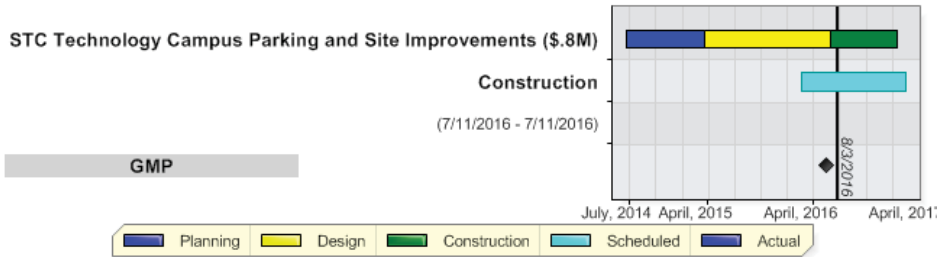 STC Technology Campus Parking and Site Improvements ($.8M)
Construction
(7/11/2016 - 7/11/2016)
GMP
8/3/2016
July, 2014 April, 2015 April, 2016 April, 2017
Planning Design Construction Scheduled Actual